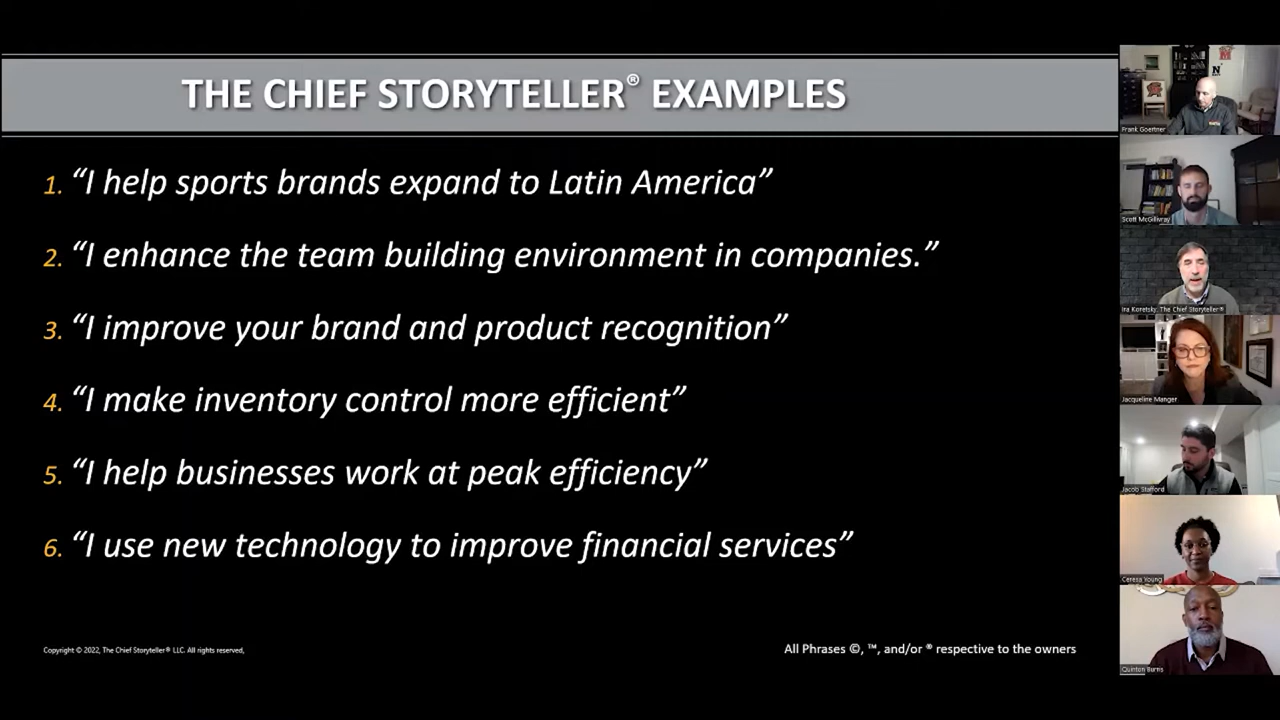 THE CHIEF STORYTELLER® EXAMPLES
1. “I help sports brands expand to Latin America”
2. “I enhance the team building environment in companies.”
3. “I improve your brand and product recognition”
4. “I make inventory control more efficient”
5. “I help businesses work at peak efficiency”
6. “I use new technology to improve financial services”
Copyright © 2022, The Chief Storyteller® LLC. All rights reserved,
All Phrases ©, ™, and/or ® respective to the owners
Frank Goertner
Scott McGillivray
Ira Koretsky, The Chief Storyteller®
Jacqueline Manger
Jacob Stafford
Ceresa Young
Quinton Burns